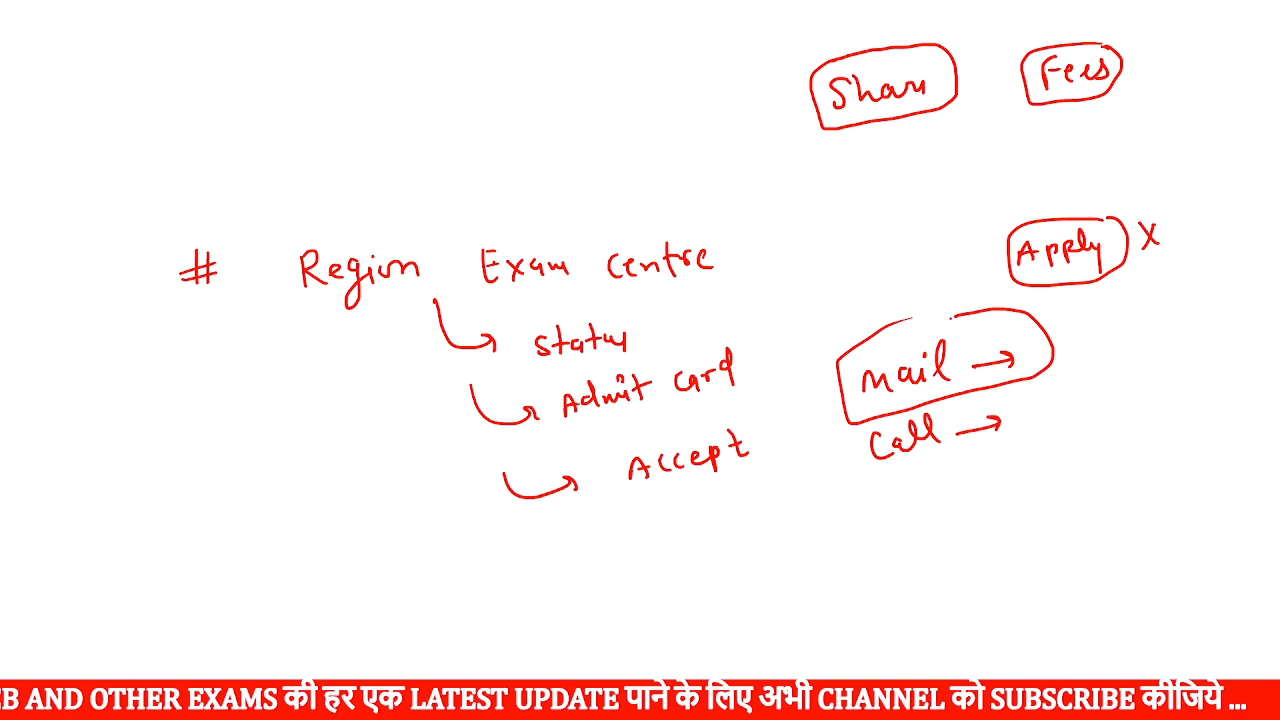 Share Fees
# Region Exam Centre
Apply X
Status
Mail →
Admit Card
Call →
Accept
EB AND OTHER EXAMS की हर एक LATEST UPDATE पाने के लिए अभी CHANNEL को SUBSCRIBE कीजिये ...